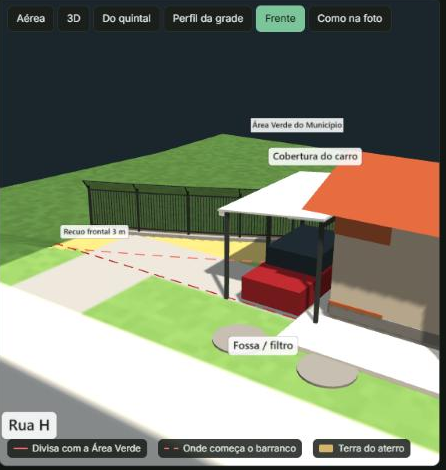 Aérea 3D Do quintal Perfil da grade Frente Como na foto
Área Verde do Município
Cobertura do carro
Recuo frontal 3 m
Fossa / filtro
Rua H
Divisa com a Área Verde Onde começa o barranco Terra do aterro